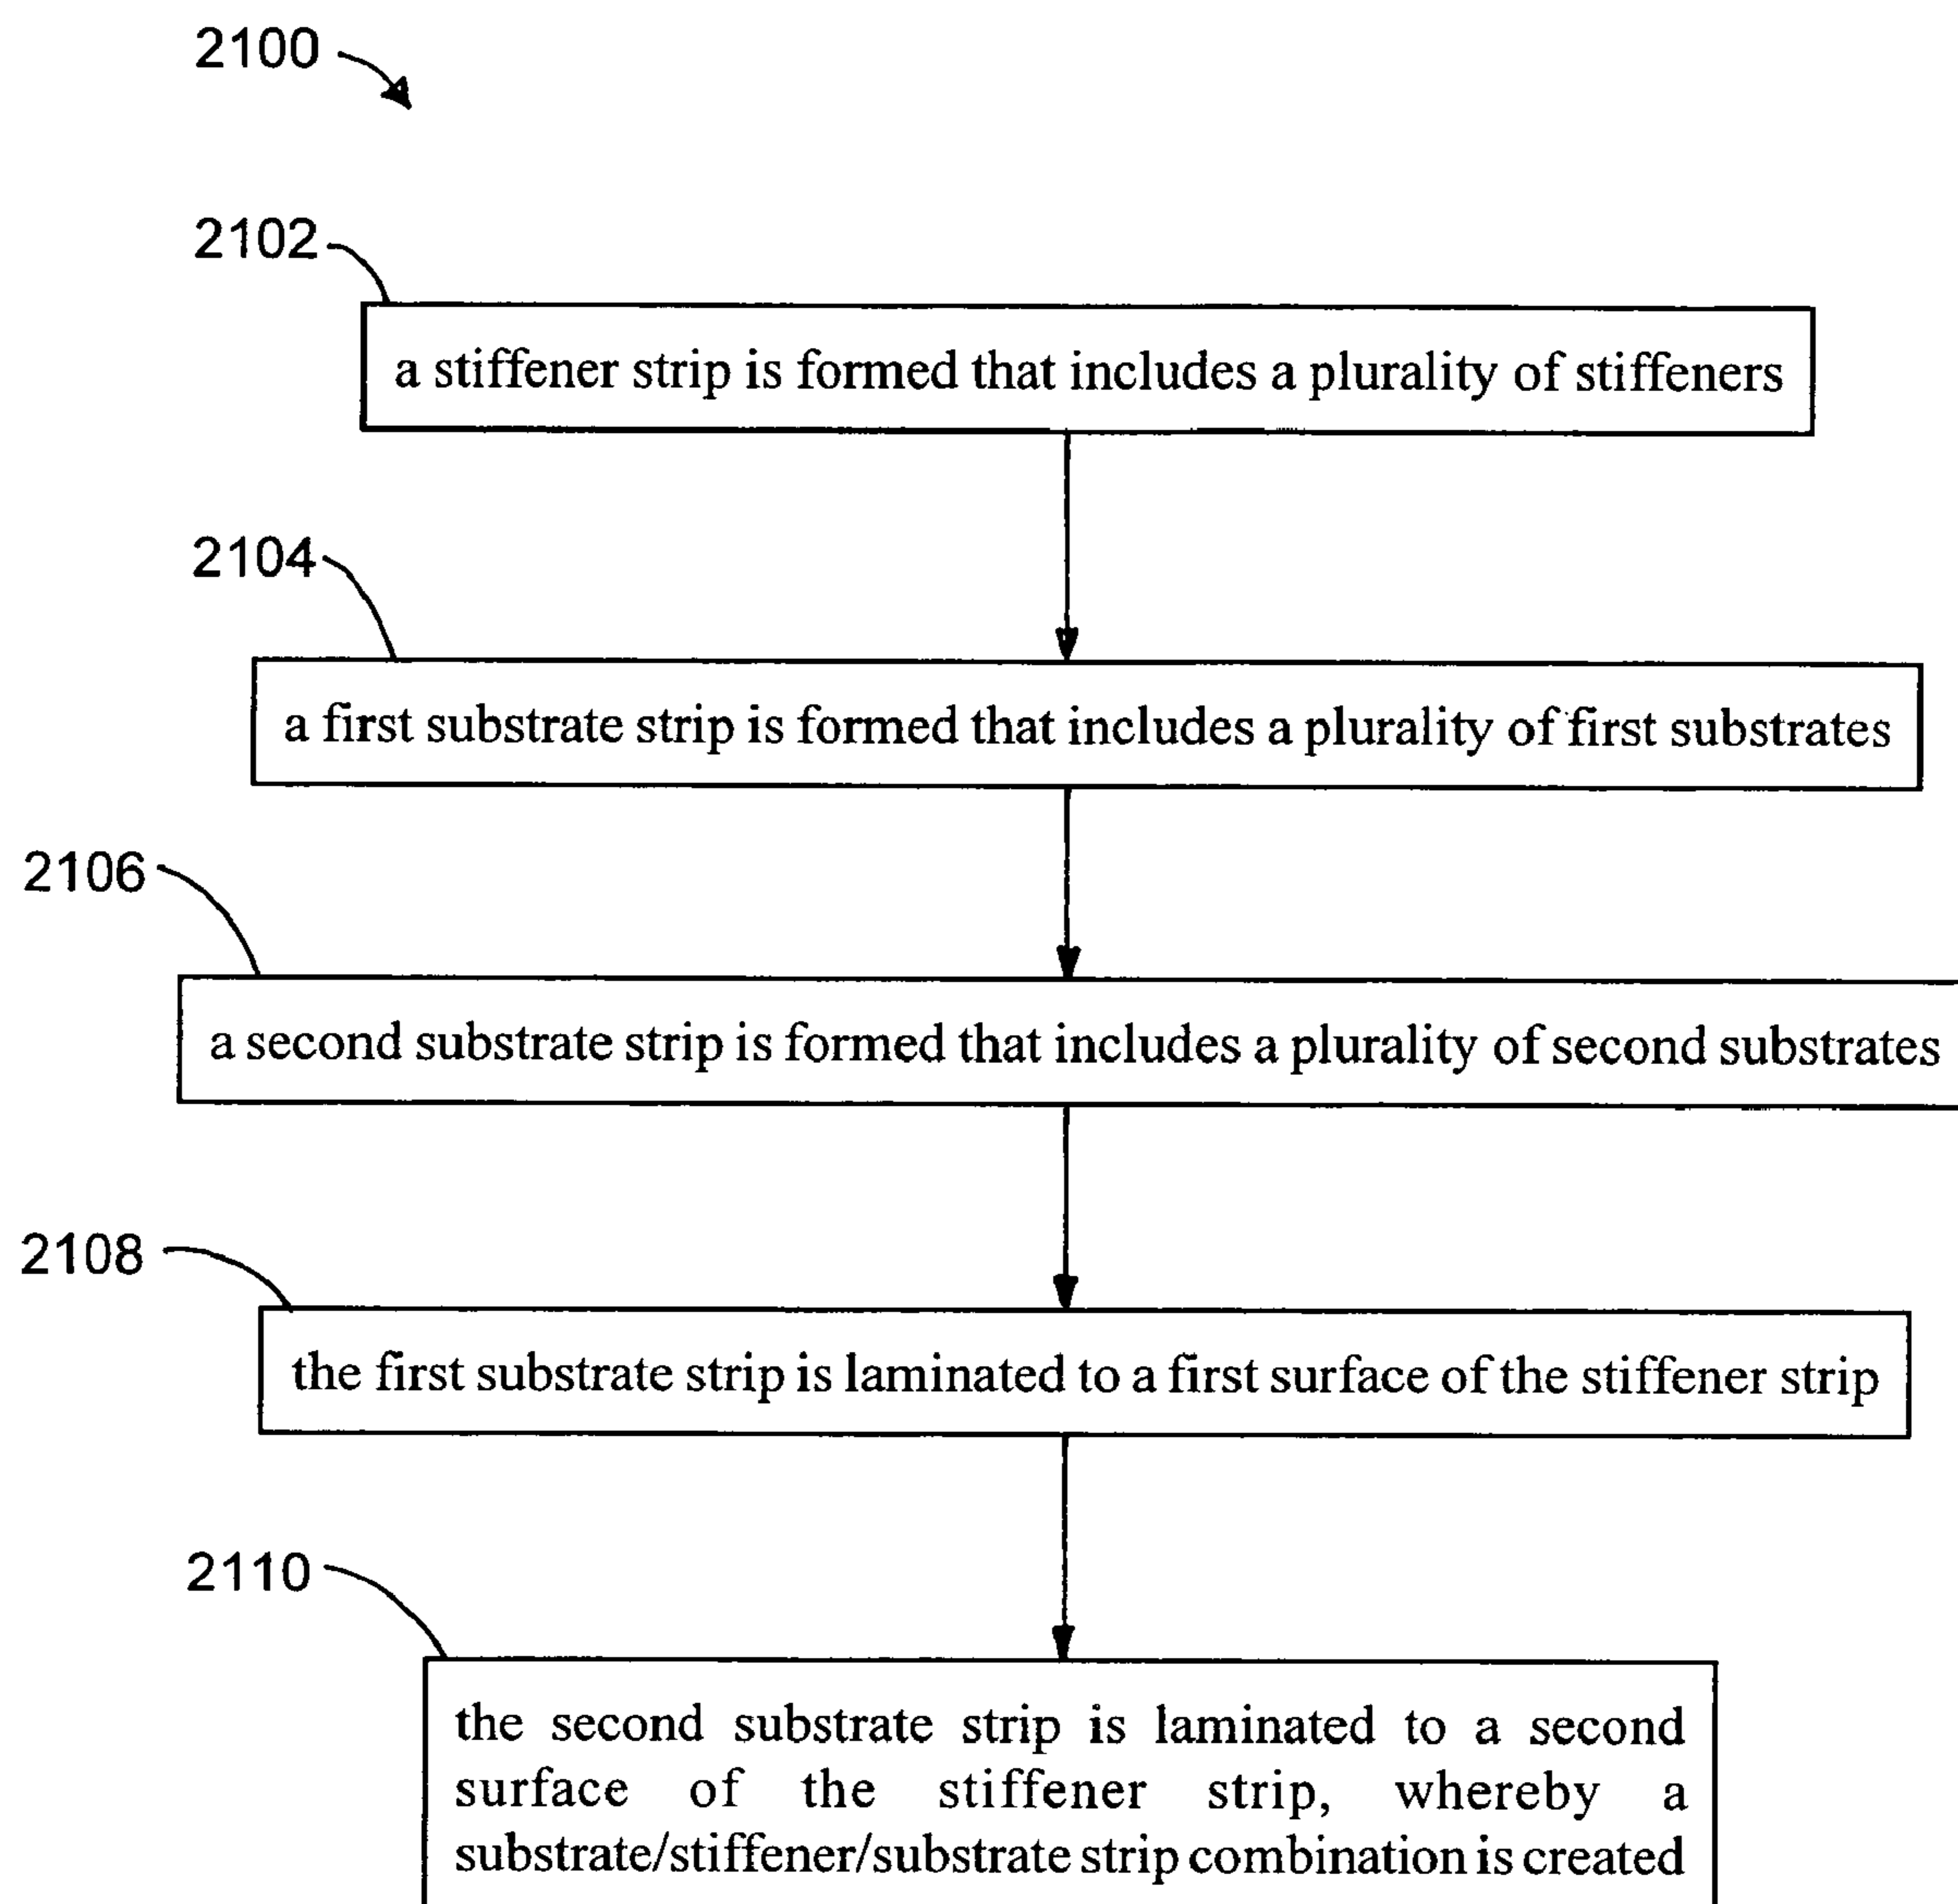 2100
2102
a stiffener strip is formed that includes a plurality of stiffeners
2104
a first substrate strip is formed that includes a plurality of first substrates
2106
a second substrate strip is formed that includes a plurality of second substrates
2108
the first substrate strip is laminated to a first surface of the stiffener strip
2110
the second substrate strip is laminated to a second
surface of the stiffener strip, whereby a
substrate/stiffener/substrate strip combination is created